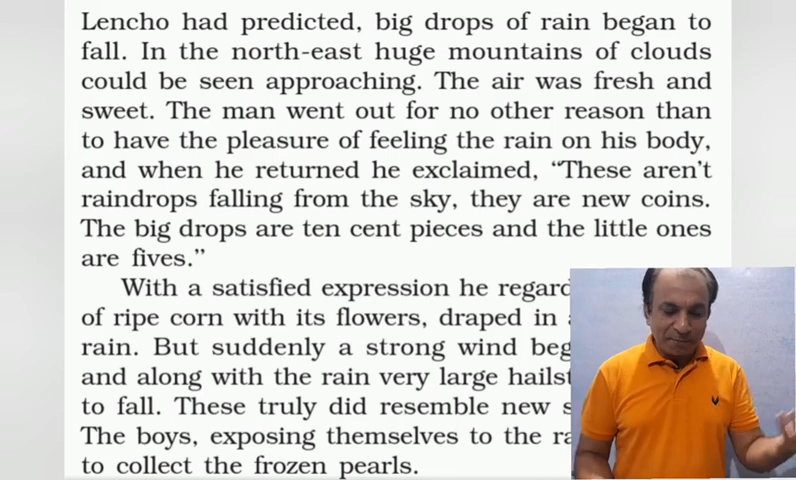 Lencho had predicted, big drops of rain began to
fall. In the north-east huge mountains of clouds
could be seen approaching. The air was fresh and
sweet. The man went out for no other reason than
to have the pleasure of feeling the rain on his body,
and when he returned he exclaimed, “These aren’t
raindrops falling from the sky, they are new coins.
The big drops are ten cent pieces and the little ones
are fives.”
With a satisfied expression he
of ripe corn with its flowers, draped in
rain. But suddenly a strong wind
and along with the rain very large
to fall. These truly did resemble new
The boys, exposing themselves to the
to collect the frozen pearls.